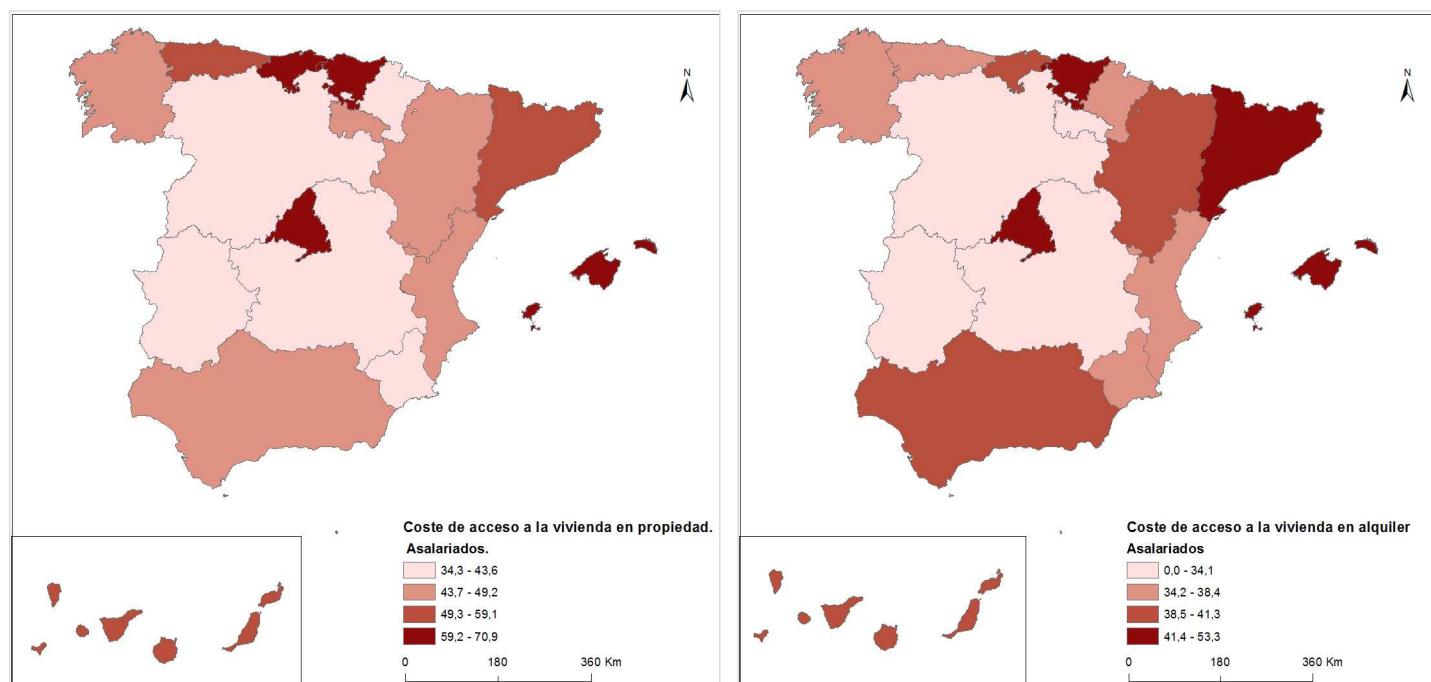 N
Coste de acceso a la vivienda en propiedad.
Asalariados.
34,3 - 43,6
43,7 - 49,2
49,3 - 59,1
59,2 - 70,9
0 180 360 Km
N
Coste de acceso a la vivienda en alquiler
Asalariados
0,0 - 34,1
34,2 - 38,4
38,5 - 41,3
41,4 - 53,3
0 180 360 Km